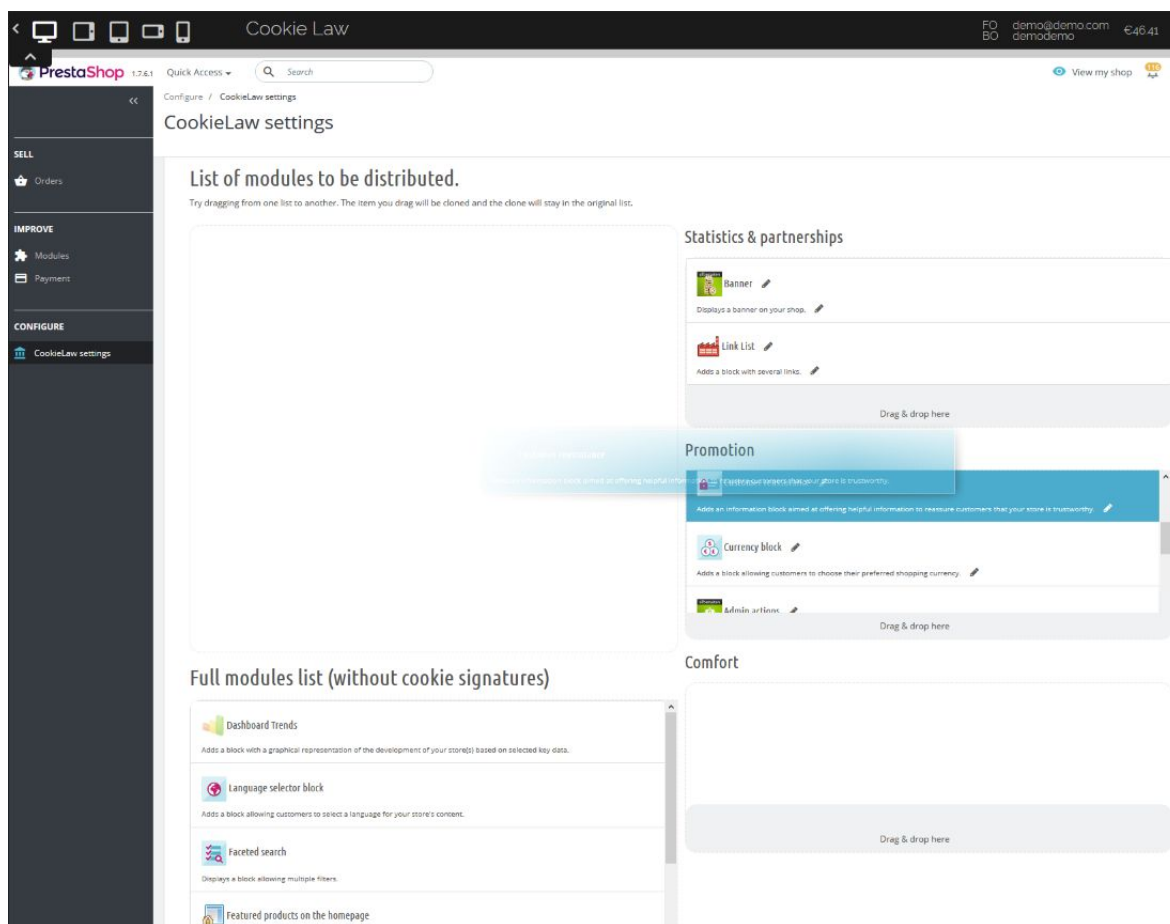 Cookie Law
FO demo@demo.com
BO demodemo
€46.41
PrestaShop 1.7.6.1
Quick Access
Search
View my shop
116
Configure / CookieLaw settings
CookieLaw settings
SELL
Orders
IMPROVE
Modules
Payment
CONFIGURE
CookieLaw settings
List of modules to be distributed.
Try dragging from one list to another. The item you drag will be cloned and the clone will stay in the original list.
Statistics & partnerships
Banner
Displays a banner on your shop.
Link List
Adds a block with several links.
Drag & drop here
Promotion
Adds an information block aimed at offering helpful information to reassure customers that your store is trustworthy.
Currency block
Adds a block allowing customers to choose their preferred shopping currency.
Admin actions
Drag & drop here
Comfort
Drag & drop here
Full modules list (without cookie signatures)
Dashboard Trends
Adds a block with a graphical representation of the development of your store(s) based on selected key data.
Language selector block
Adds a block allowing customers to select a language for your store's content.
Faceted search
Displays a block allowing multiple filters.
Featured products on the homepage